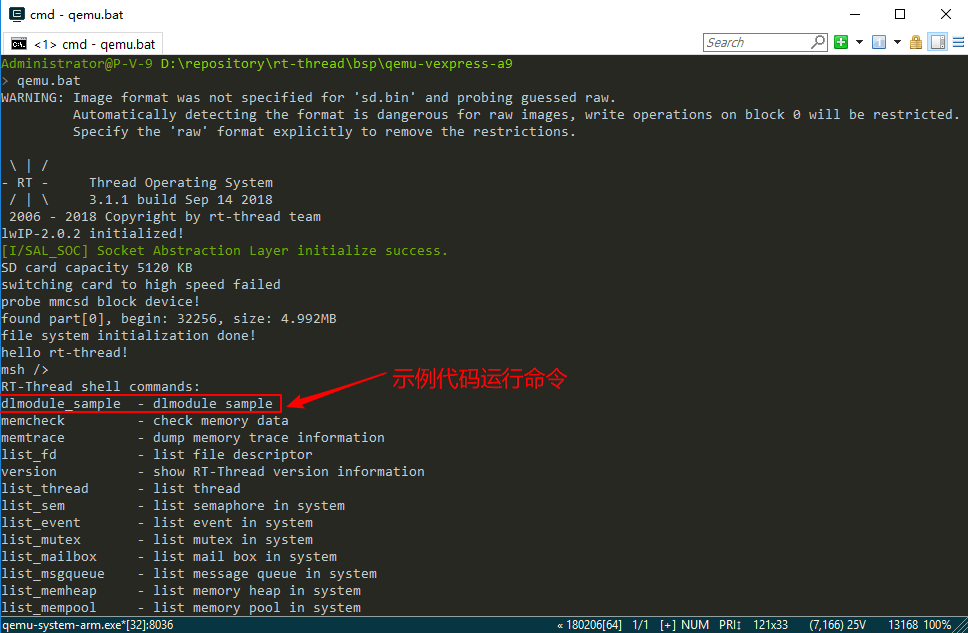 cmd - qemu.bat
<1> cmd - qemu.bat
Search
Administrator@P-V-9 D:\repository\rt-thread\bsp\qemu-vexpress-a9
> qemu.bat
WARNING: Image format was not specified for 'sd.bin' and probing guessed raw.
         Automatically detecting the format is dangerous for raw images, write operations on block 0 will be restricted.
         Specify the 'raw' format explicitly to remove the restrictions.
 \ | /
- RT -     Thread Operating System
 / | \     3.1.1 build Sep 14 2018
 2006 - 2018 Copyright by rt-thread team
lwIP-2.0.2 initialized!
[I/SAL_SOC] Socket Abstraction Layer initialize success.
SD card capacity 5120 KB
switching card to high speed failed
probe mmcsd block device!
found part[0], begin: 32256, size: 4.992MB
file system initialization done!
hello rt-thread!
msh />
RT-Thread shell commands:
示例代码运行命令
dlmodule_sample  - dlmodule sample
memcheck         - check memory data
memtrace         - dump memory trace information
list_fd          - list file descriptor
version          - show RT-Thread version information
list_thread      - list thread
list_sem         - list semaphore in system
list_event       - list event in system
list_mutex       - list mutex in system
list_mailbox     - list mail box in system
list_msgqueue    - list message queue in system
list_memheap     - list memory heap in system
list_mempool     - list memory pool in system
qemu-system-arm.exe*[32]:8036 « 180206[64] 1/1 [+] NUM PRI↕ 121x33 (7,166) 25V 13168 100%